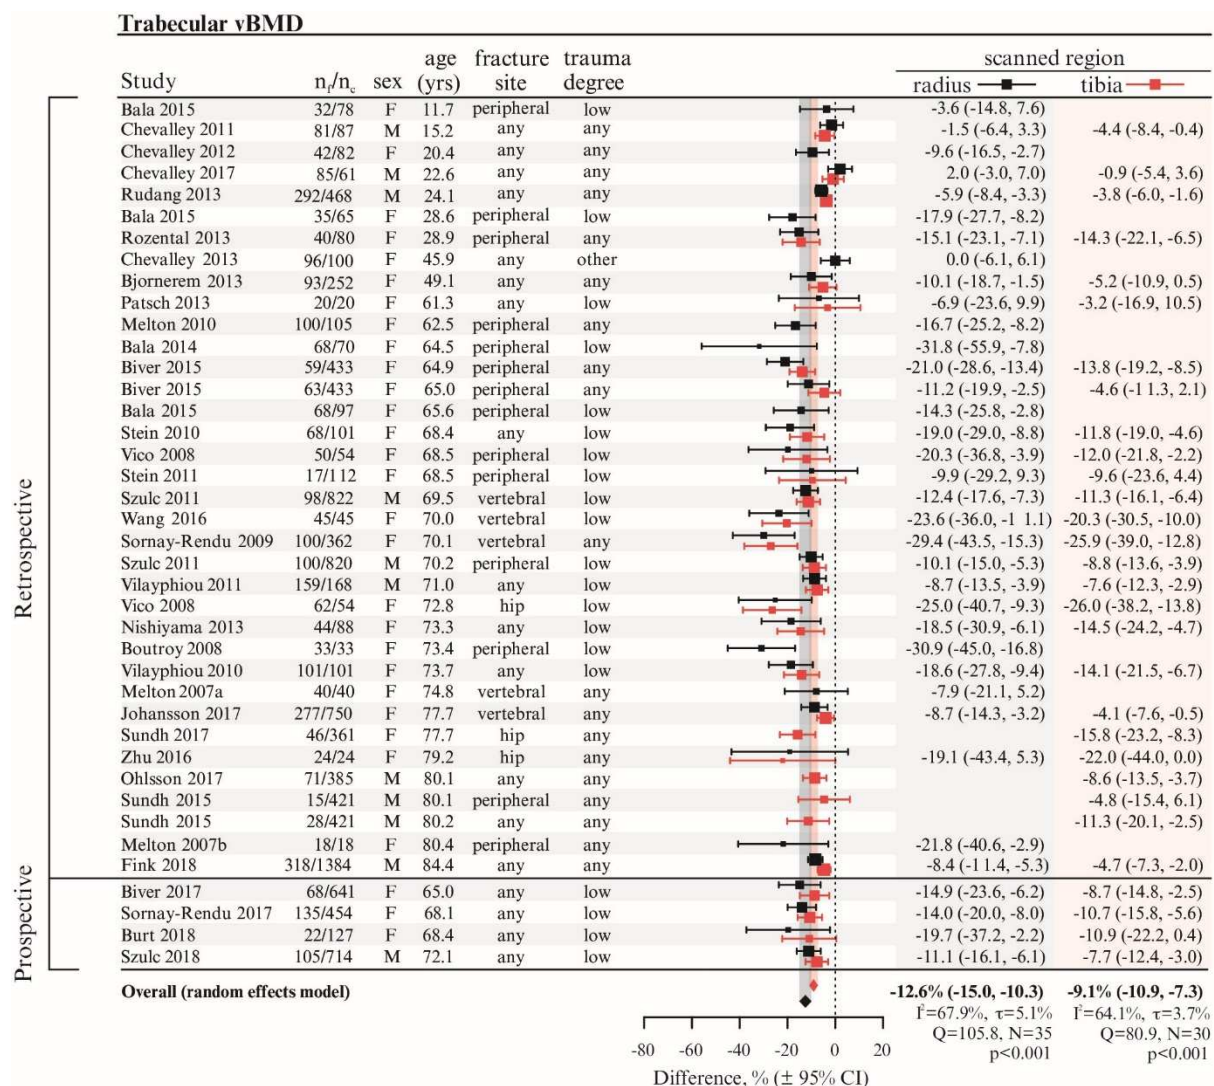 Trabecular vBMD
age fracture trauma scanned region
Study nf/nc sex (yrs) site degree radius tibia
Bala 2015 32/78 F 11.7 peripheral low -3.6 (-14.8, 7.6)
Chevalley 2011 81/87 M 15.2 any any -1.5 (-6.4, 3.3) -4.4 (-8.4, -0.4)
Chevalley 2012 42/82 F 20.4 any any -9.6 (-16.5, -2.7)
Chevalley 2017 85/61 M 22.6 any any 2.0 (-3.0, 7.0) -0.9 (-5.4, 3.6)
Rudang 2013 292/468 M 24.1 any any -5.9 (-8.4, -3.3) -3.8 (-6.0, -1.6)
Bala 2015 35/65 F 28.6 peripheral low -17.9 (-27.7, -8.2)
Rozental 2013 40/80 F 28.9 peripheral any -15.1 (-23.1, -7.1) -14.3 (-22.1, -6.5)
Chevalley 2013 96/100 F 45.9 any other 0.0 (-6.1, 6.1)
Bjornerem 2013 93/252 F 49.1 any any -10.1 (-18.7, -1.5) -5.2 (-10.9, 0.5)
Patsch 2013 20/20 F 61.3 any low -6.9 (-23.6, 9.9) -3.2 (-16.9, 10.5)
Melton 2010 100/105 F 62.5 peripheral any -16.7 (-25.2, -8.2)
Bala 2014 68/70 F 64.5 peripheral low -31.8 (-55.9, -7.8)
Biver 2015 59/433 F 64.9 peripheral low -21.0 (-28.6, -13.4) -13.8 (-19.2, -8.5)
Biver 2015 63/433 F 65.0 peripheral any -11.2 (-19.9, -2.5) -4.6 (-1 1.3, 2.1)
Bala 2015 68/97 F 65.6 peripheral low -14.3 (-25.8, -2.8)
Stein 2010 68/101 F 68.4 any low -19.0 (-29.0, -8.8) -11.8 (-19.0, -4.6)
Vico 2008 50/54 F 68.5 peripheral low -20.3 (-36.8, -3.9) -12.0 (-21.8, -2.2)
Stein 2011 17/112 F 68.5 peripheral low -9.9 (-29.2, 9.3) -9.6 (-23.6, 4.4)
Szulc 2011 98/822 M 69.5 vertebral low -12.4 (-17.6, -7.3) -11.3 (-16.1, -6.4)
Wang 2016 45/45 F 70.0 vertebral low -23.6 (-36.0, -1 1.1) -20.3 (-30.5, -10.0)
Sornay-Rendu 2009 100/362 F 70.1 vertebral any -29.4 (-43.5, -15.3) -25.9 (-39.0, -12.8)
Szulc 2011 100/820 M 70.2 peripheral low -10.1 (-15.0, -5.3) -8.8 (-13.6, -3.9)
Vilayphiou 2011 159/168 M 71.0 any low -8.7 (-13.5, -3.9) -7.6 (-12.3, -2.9)
Vico 2008 62/54 F 72.8 hip low -25.0 (-40.7, -9.3) -26.0 (-38.2, -13.8)
Nishiyama 2013 44/88 F 73.3 any low -18.5 (-30.9, -6.1) -14.5 (-24.2, -4.7)
Boutroy 2008 33/33 F 73.4 peripheral low -30.9 (-45.0, -16.8)
Vilayphiou 2010 101/101 F 73.7 any low -18.6 (-27.8, -9.4) -14.1 (-21.5, -6.7)
Melton 2007a 40/40 F 74.8 vertebral any -7.9 (-21.1, 5.2)
Johansson 2017 277/750 F 77.7 vertebral any -8.7 (-14.3, -3.2) -4.1 (-7.6, -0.5)
Sundh 2017 46/361 F 77.7 hip any -15.8 (-23.2, -8.3)
Zhu 2016 24/24 F 79.2 hip any -19.1 (-43.4, 5.3) -22.0 (-44.0, 0.0)
Ohlsson 2017 71/385 M 80.1 any any -8.6 (-13.5, -3.7)
Sundh 2015 15/421 M 80.1 peripheral any -4.8 (-15.4, 6.1)
Sundh 2015 28/421 M 80.2 any any -11.3 (-20.1, -2.5)
Melton 2007b 18/18 F 80.4 peripheral any -21.8 (-40.6, -2.9)
Fink 2018 318/1384 M 84.4 any any -8.4 (-11.4, -5.3) -4.7 (-7.3, -2.0)
Retrospective
Biver 2017 68/641 F 65.0 any low -14.9 (-23.6, -6.2) -8.7 (-14.8, -2.5)
Sornay-Rendu 2017 135/454 F 68.1 any low -14.0 (-20.0, -8.0) -10.7 (-15.8, -5.6)
Burt 2018 22/127 F 68.4 any low -19.7 (-37.2, -2.2) -10.9 (-22.2, 0.4)
Szulc 2018 105/714 M 72.1 any low -11.1 (-16.1, -6.1) -7.7 (-12.4, -3.0)
Prospective
Overall (random effects model) -12.6% (-15.0, -10.3) -9.1% (-10.9, -7.3)
I²=67.9%, τ=5.1% I²=64.1%, τ=3.7%
Q=105.8, N=35 Q=80.9, N=30
p<0.001 p<0.001
-80 -60 -40 -20 0 20
Difference, % (± 95% CI)